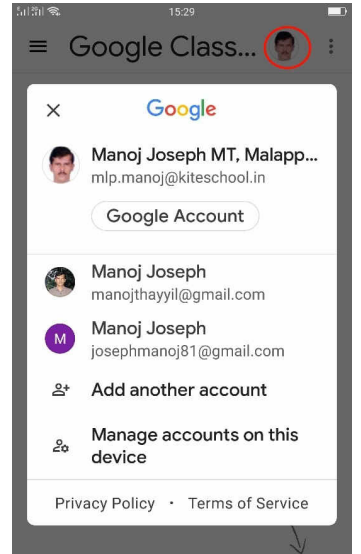 15:29
Google Class...
Google
Manoj Joseph MT, Malapp...
mlp.manoj@kiteschool.in
Google Account
Manoj Joseph
manojthayyil@gmail.com
M
Manoj Joseph
josephmanoj81@gmail.com
Add another account
Manage accounts on this
device
Privacy Policy · Terms of Service